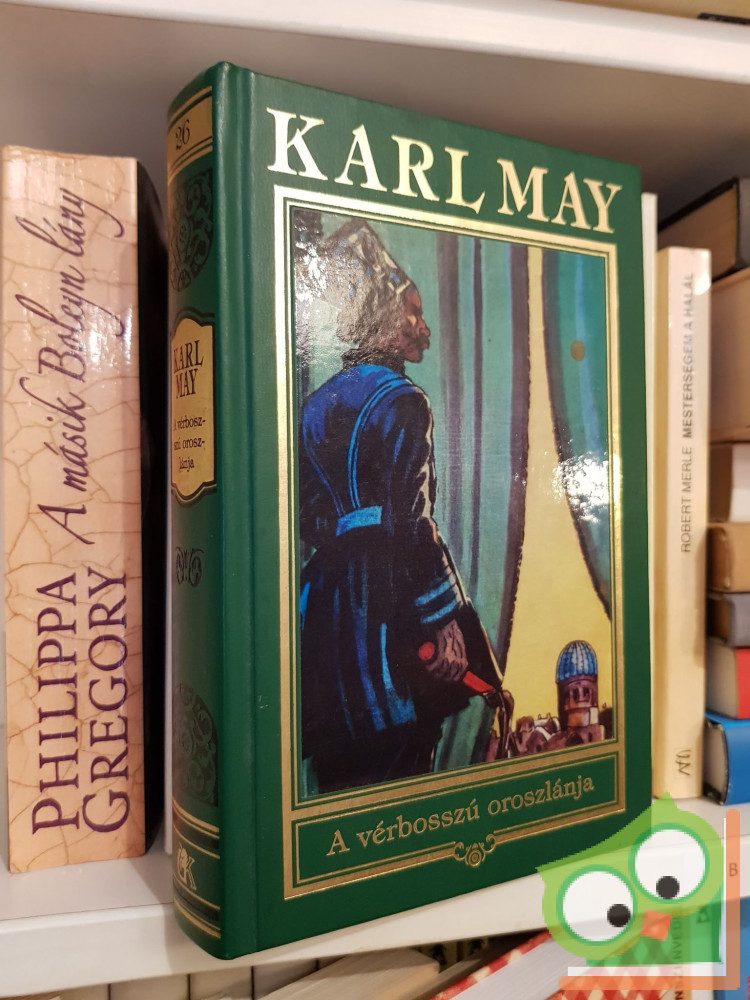 PHILIPPA
GREGORY
A másik Boleyn lány
26
KARL
MAY
A vérbosz-
szú orosz-
lánja
K
KARL MAY
A vérbosszú oroszlánja
ROBERT MERLE MESTERSÉGEM A HALÁL
B